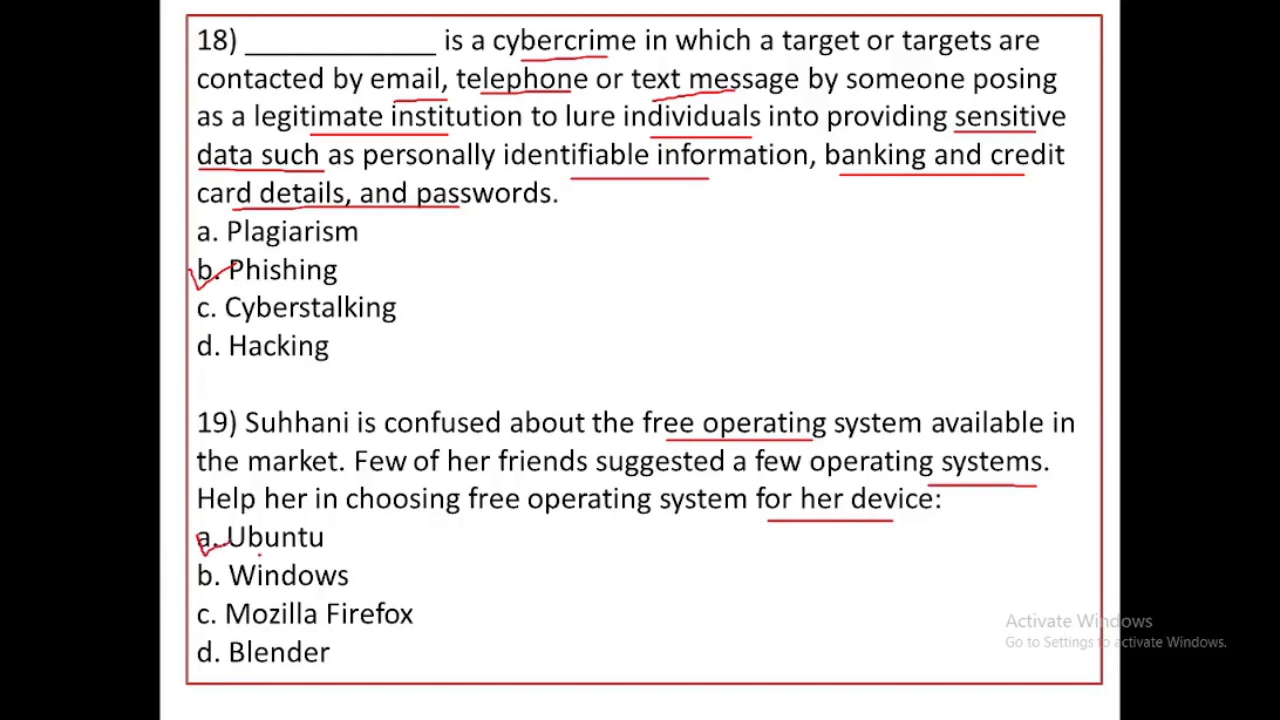 18) ____________ is a cybercrime in which a target or targets are
contacted by email, telephone or text message by someone posing
as a legitimate institution to lure individuals into providing sensitive
data such as personally identifiable information, banking and credit
card details, and passwords.
a. Plagiarism
b. Phishing
c. Cyberstalking
d. Hacking
19) Suhhani is confused about the free operating system available in
the market. Few of her friends suggested a few operating systems.
Help her in choosing free operating system for her device:
a. Ubuntu
b. Windows
c. Mozilla Firefox
d. Blender
Activate Windows
Go to Settings to activate Windows.